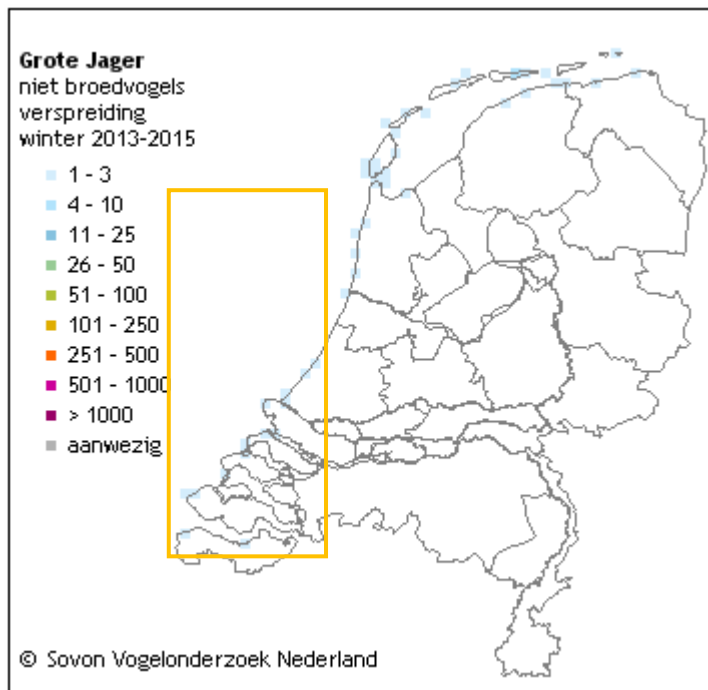 Grote Jager
niet broedvogels
verspreiding
winter 2013-2015
1 - 3
4 - 10
11 - 25
26 - 50
51 - 100
101 - 250
251 - 500
501 - 1000
> 1000
aanwezig
© Sovon Vogelonderzoek Nederland